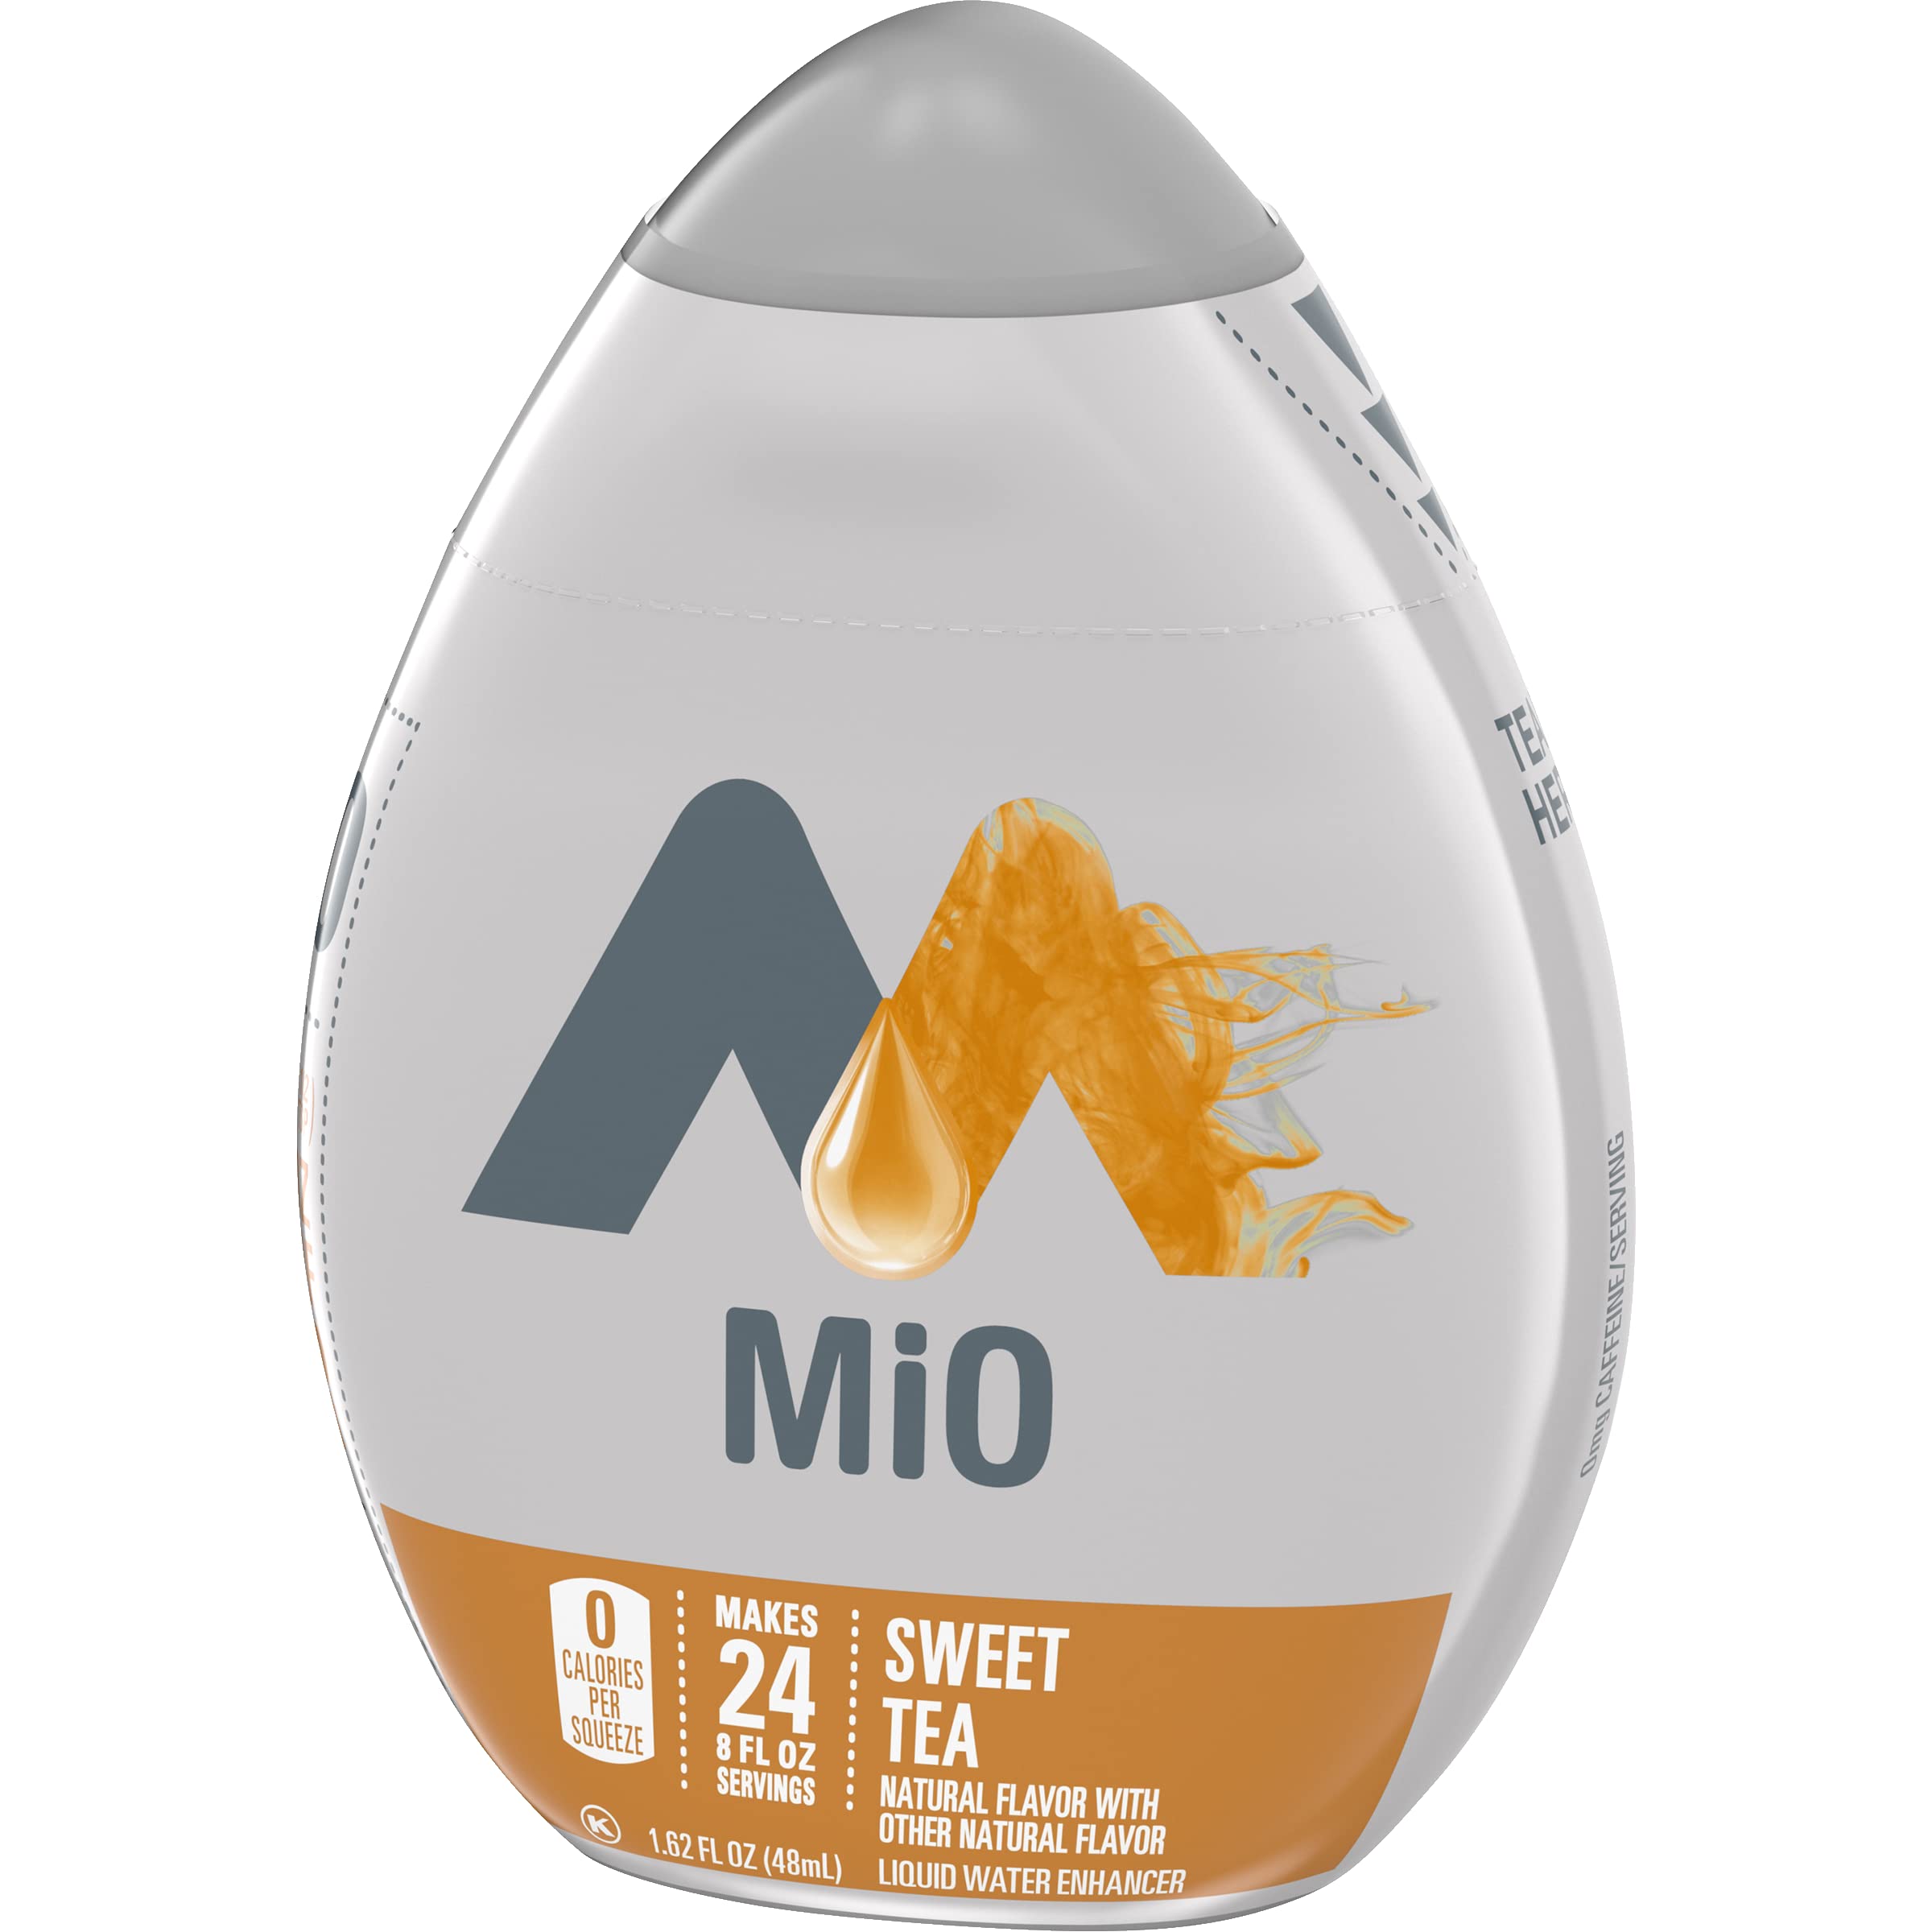 MiO
0
CALORIES
PER
SQUEEZE
MAKES
24
8 FL OZ
SERVINGS
SWEET
TEA
NATURAL FLAVOR WITH
OTHER NATURAL FLAVOR
LIQUID WATER ENHANCER
K
1.62 FL OZ (48mL)
0mg CAFFEINE/SERVING